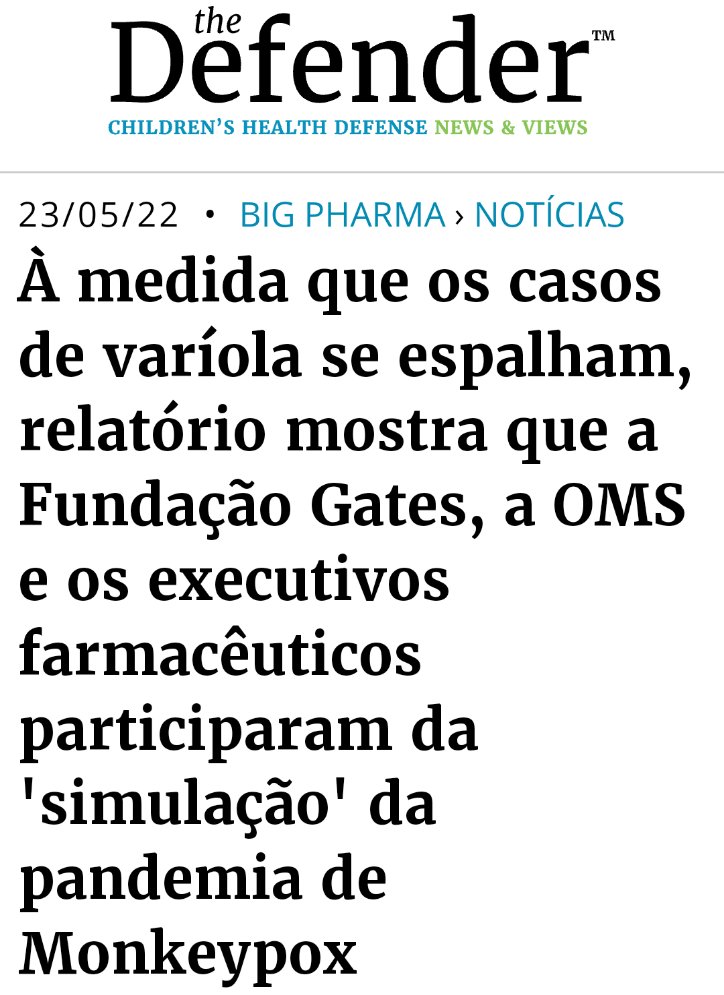 the
Defender™
CHILDREN'S HEALTH DEFENSE NEWS & VIEWS
23/05/22 • BIG PHARMA › NOTÍCIAS
À medida que os casos
de varíola se espalham,
relatório mostra que a
Fundação Gates, a OMS
e os executivos
farmacêuticos
participaram da
'simulação' da
pandemia de
Monkeypox